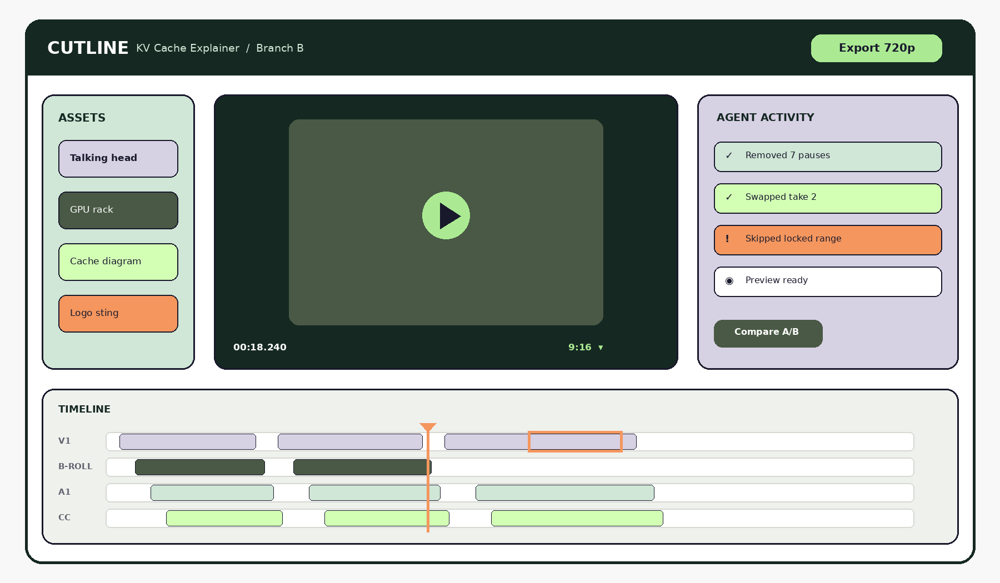 CUTLINE KV Cache Explainer / Branch B
Export 720p
ASSETS
Talking head
GPU rack
Cache diagram
Logo sting
00:18.240
9:16 ▼
AGENT ACTIVITY
✓ Removed 7 pauses
✓ Swapped take 2
! Skipped locked range
◉ Preview ready
Compare A/B
TIMELINE
V1
B-ROLL
A1
CC